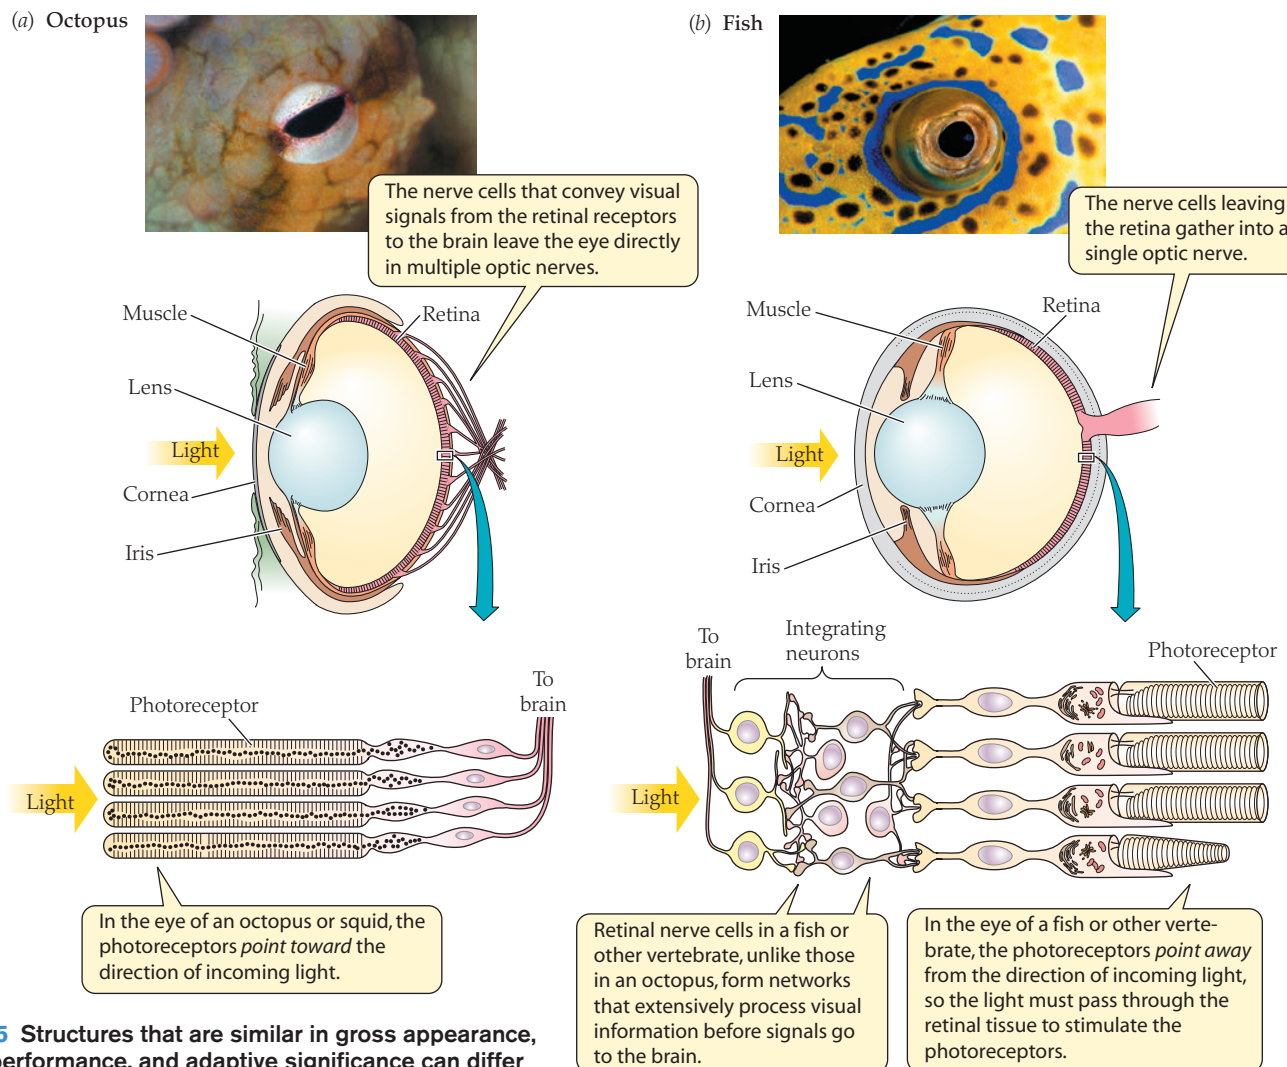 (a) Octopus
The nerve cells that convey visual
signals from the retinal receptors
to the brain leave the eye directly
in multiple optic nerves.
Muscle
Retina
Lens
Light
Cornea
Iris
Photoreceptor
To
brain
Light
In the eye of an octopus or squid, the
photoreceptors point toward the
direction of incoming light.
(b) Fish
The nerve cells leaving
the retina gather into a
single optic nerve.
Muscle
Retina
Lens
Light
Cornea
Iris
To
brain
Integrating
neurons
Photoreceptor
Light
Retinal nerve cells in a fish or
other vertebrate, unlike those
in an octopus, form networks
that extensively process visual
information before signals go
to the brain.
In the eye of a fish or other verte-
brate, the photoreceptors point away
from the direction of incoming light,
so the light must pass through the
retinal tissue to stimulate the
photoreceptors.
5 Structures that are similar in gross appearance,
performance, and adaptive significance can differ